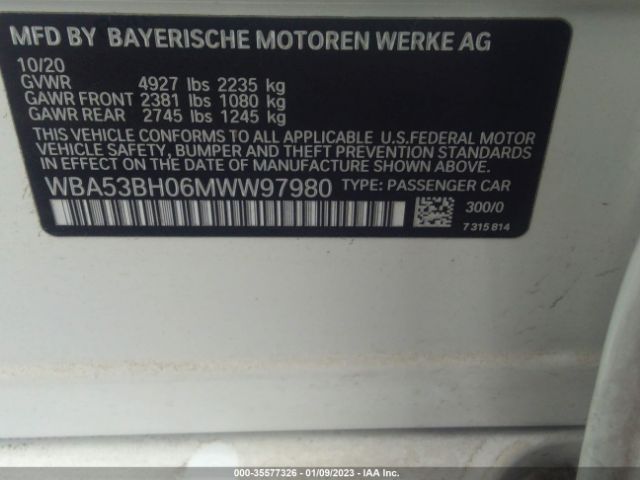 MFD BY BAYERISCHE MOTOREN WERKE AG
10/20
GVWR 4927 lbs 2235 kg
GAWR FRONT 2381 lbs 1080 kg
GAWR REAR 2745 lbs 1245 kg
THIS VEHICLE CONFORMS TO ALL APPLICABLE U.S.FEDERAL MOTOR
VEHICLE SAFETY, BUMPER AND THEFT PREVENTION STANDARDS
IN EFFECT ON THE DATE OF MANUFACTURE SHOWN ABOVE.
WBA53BH06MWW97980 TYPE: PASSENGER CAR
300/0
7 315 814
000-35577326 - 01/09/2023 - IAA Inc.